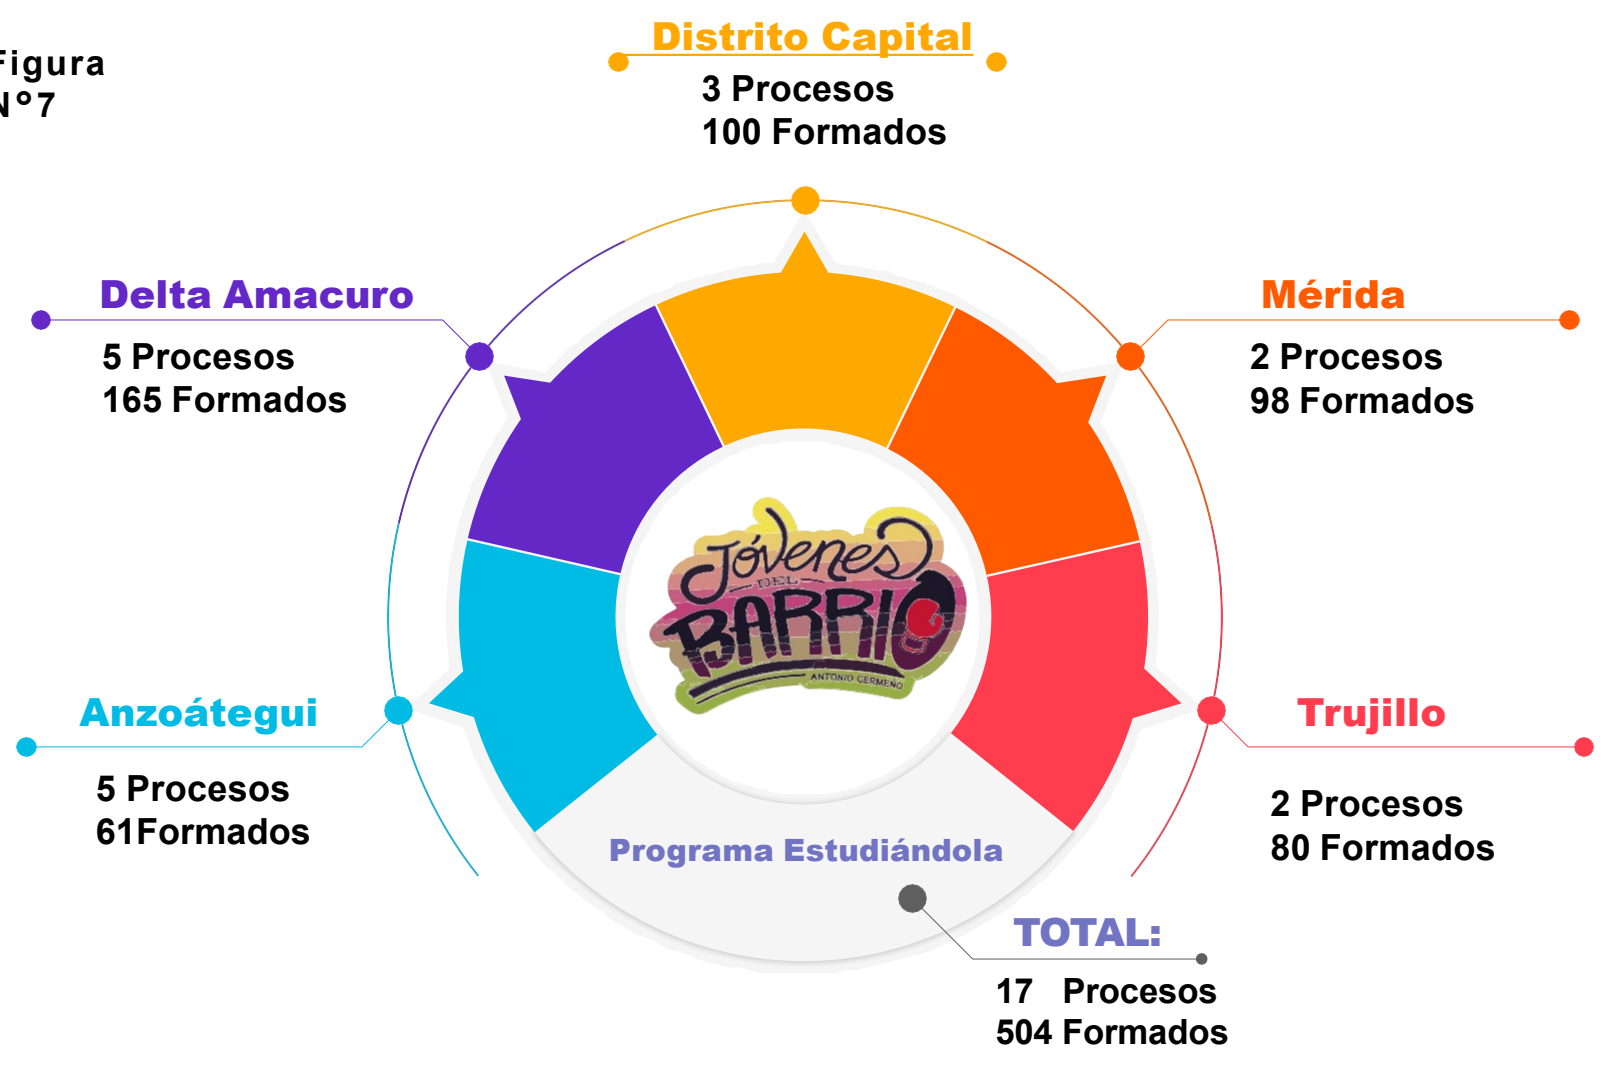 Figura
N°7
Distrito Capital
3 Procesos
100 Formados
Delta Amacuro
5 Procesos
165 Formados
Mérida
2 Procesos
98 Formados
Jóvenes
DEL
BARRIO
ANTONIO CERMEÑO
Anzoátegui
5 Procesos
61Formados
Trujillo
2 Procesos
80 Formados
Programa Estudiándola
TOTAL:
17 Procesos
504 Formados